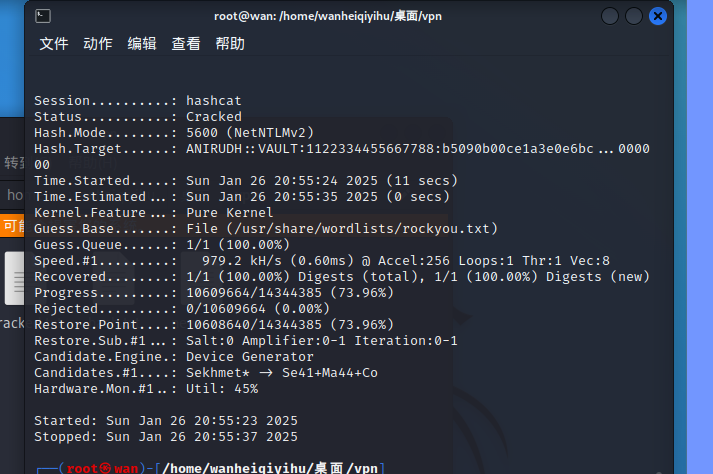 root@wan: /home/wanheiqiyihu/桌面/vpn
文件 动作 编辑 查看 帮助
Session..........: hashcat
Status...........: Cracked
Hash.Mode........: 5600 (NetNTLMv2)
Hash.Target......: ANIRUDH::VAULT:1122334455667788:b5090b00ce1a3e0e6bc...0000
00
Time.Started.....: Sun Jan 26 20:55:24 2025 (11 secs)
Time.Estimated...: Sun Jan 26 20:55:35 2025 (0 secs)
Kernel.Feature...: Pure Kernel
Guess.Base.......: File (/usr/share/wordlists/rockyou.txt)
Guess.Queue......: 1/1 (100.00%)
Speed.#1.........:   979.2 kH/s (0.60ms) @ Accel:256 Loops:1 Thr:1 Vec:8
Recovered........: 1/1 (100.00%) Digests (total), 1/1 (100.00%) Digests (new)
Progress.........: 10609664/14344385 (73.96%)
Rejected.........: 0/10609664 (0.00%)
Restore.Point....: 10608640/14344385 (73.96%)
Restore.Sub.#1...: Salt:0 Amplifier:0-1 Iteration:0-1
Candidate.Engine.: Device Generator
Candidates.#1....: Sekhmet* -> Se41+Ma44+Co
Hardware.Mon.#1..: Util: 45%
Started: Sun Jan 26 20:55:23 2025
Stopped: Sun Jan 26 20:55:37 2025
┌──(root㉿wan)-[/home/wanheiqiyihu/桌面/vpn]
转到
ho
可能
rack